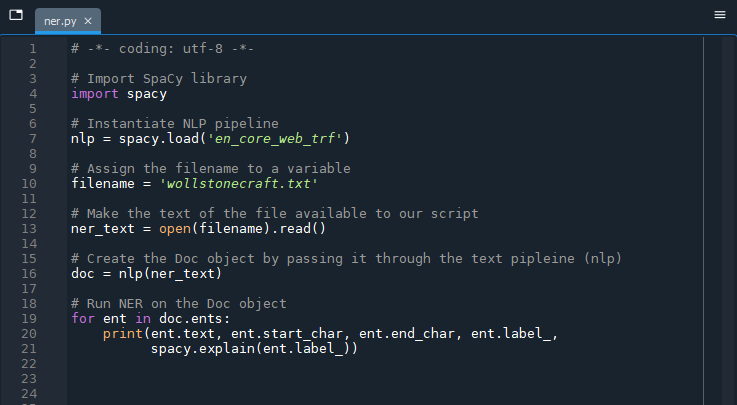 ner.py
1 # -*- coding: utf-8 -*-
2
3 # Import SpaCy library
4 import spacy
5
6 # Instantiate NLP pipeline
7 nlp = spacy.load('en_core_web_trf')
8
9 # Assign the filename to a variable
10 filename = 'wollstonecraft.txt'
11
12 # Make the text of the file available to our script
13 ner_text = open(filename).read()
14
15 # Create the Doc object by passing it through the text pipleine (nlp)
16 doc = nlp(ner_text)
17
18 # Run NER on the Doc object
19 for ent in doc.ents:
20     print(ent.text, ent.start_char, ent.end_char, ent.label_,
21           spacy.explain(ent.label_))
22
23
24